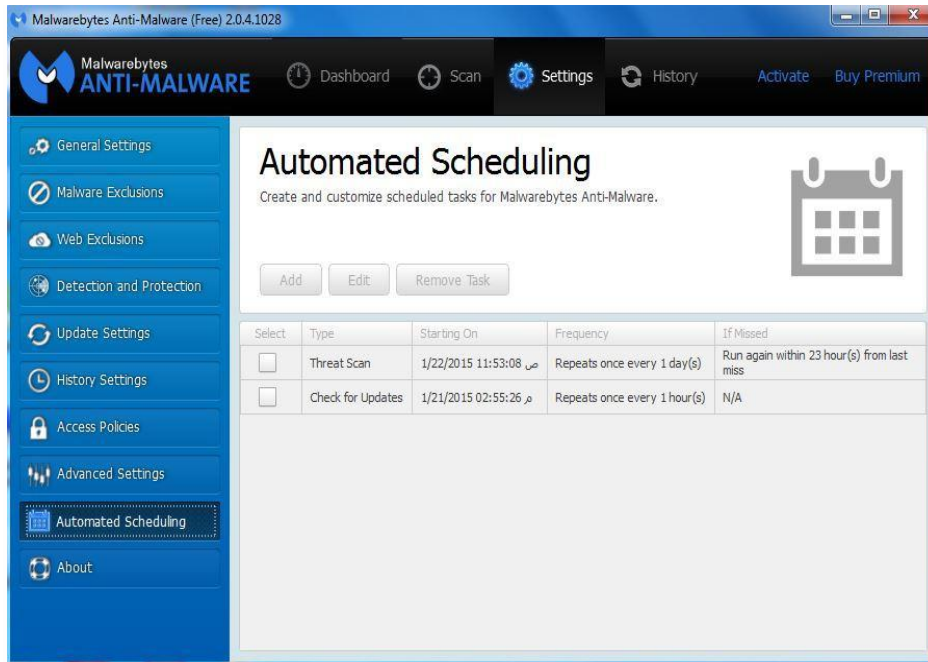 Malwarebytes Anti-Malware (Free) 2.0.4.1028
Malwarebytes
ANTI-MALWARE
Dashboard
Scan
Settings
History
Activate
Buy Premium
General Settings
Malware Exclusions
Web Exclusions
Detection and Protection
Update Settings
History Settings
Access Policies
Advanced Settings
Automated Scheduling
About
Automated Scheduling
Create and customize scheduled tasks for Malwarebytes Anti-Malware.
Add
Edit
Remove Task
Select Type Starting On Frequency If Missed
Threat Scan 1/22/2015 11:53:08 ص Repeats once every 1 day(s) Run again within 23 hour(s) from last
miss
Check for Updates 1/21/2015 02:55:26 م Repeats once every 1 hour(s) N/A